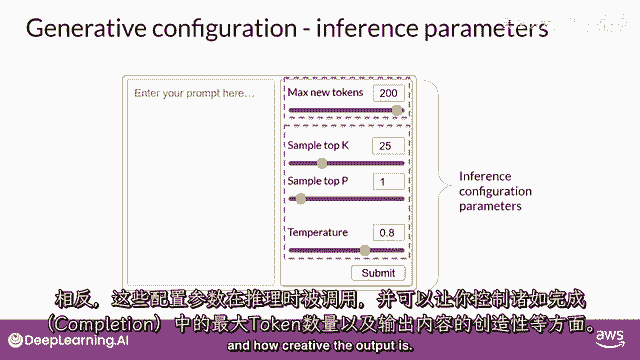 Generative configuration - inference parameters
Enter your prompt here...
Max new tokens 200
Sample top K 25
Sample top P 1
Temperature 0.8
Submit
Inference
configuration
parameters
相反，这些配置参数在推理时被调用，并可以让你控制诸如完成
（Completion）中的最大Token数量以及输出内容的创造性等方面。
and how creative the output is.
DeepLearning.AI
aws